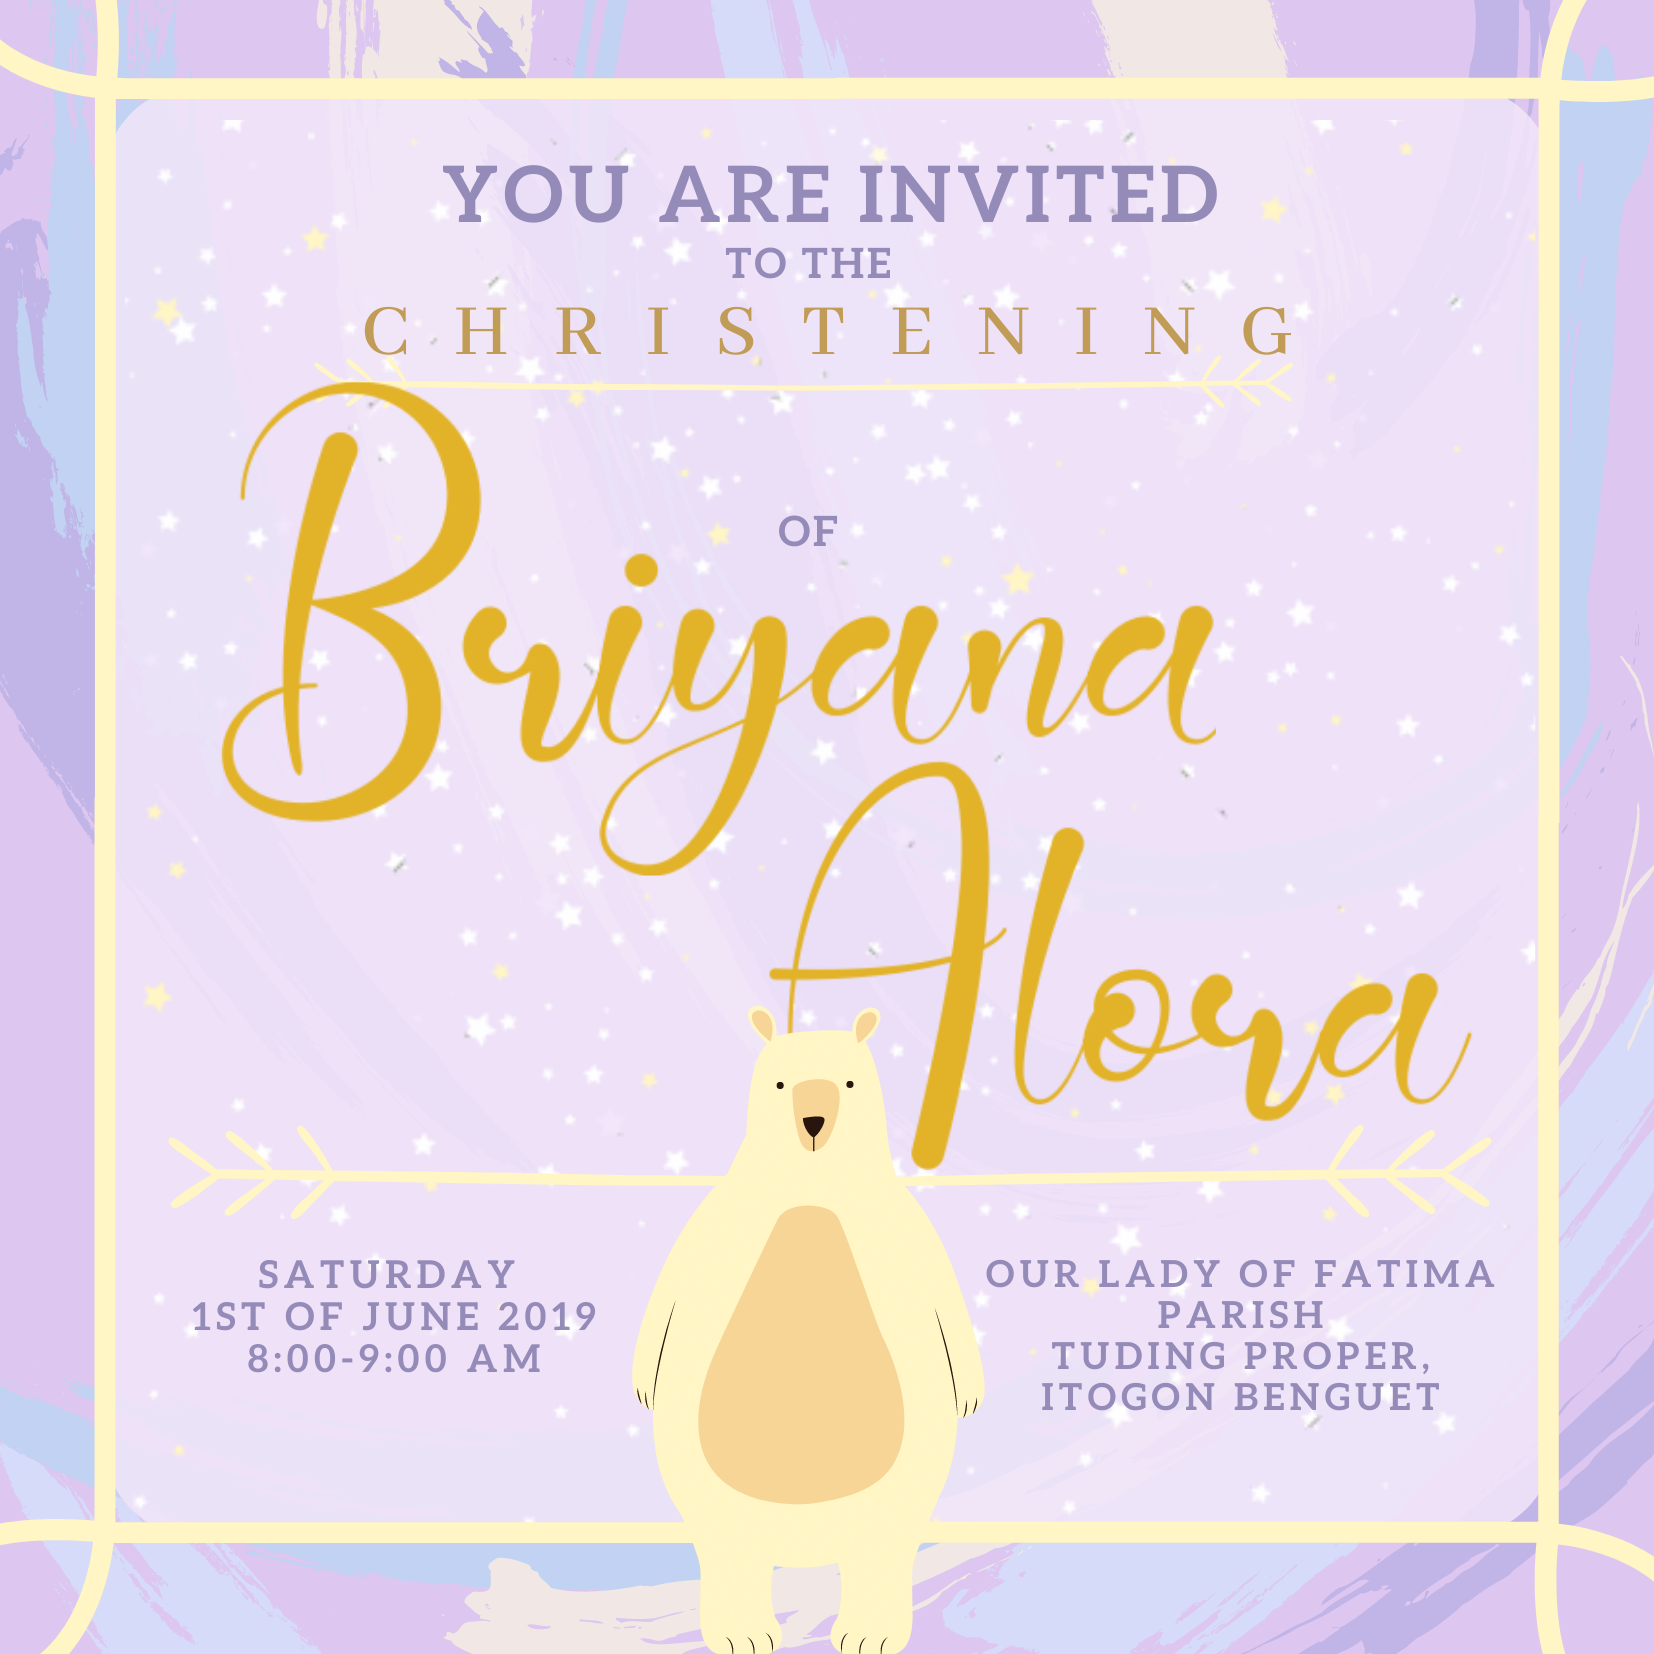 YOU ARE INVITED
TO THE
CHRISTENING
OF
Briyana
Alora
SATURDAY
1ST OF JUNE 2019
8:00-9:00 AM
OUR LADY OF FATIMA
PARISH
TUDING PROPER,
ITOGON BENGUET